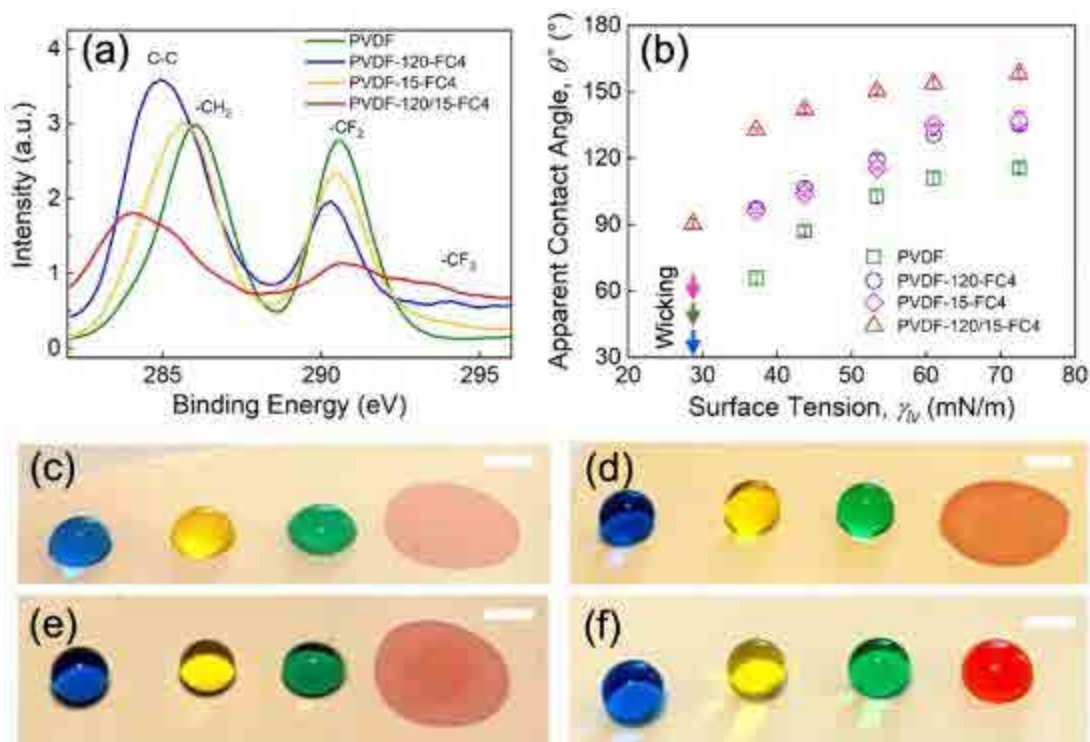 (a)
PVDF
PVDF-120-FC4
PVDF-15-FC4
PVDF-120/15-FC4
C-C
-CH2
-CF2
-CF3
4
3
2
1
0
Intensity (a.u.)
285
290
295
Binding Energy (eV)
(b)
180
150
120
90
60
30
Apparent Contact Angle, θ* (°)
Wicking
PVDF
PVDF-120-FC4
PVDF-15-FC4
PVDF-120/15-FC4
20 30 40 50 60 70 80
Surface Tension, γlv (mN/m)
(c)
(d)
(e)
(f)